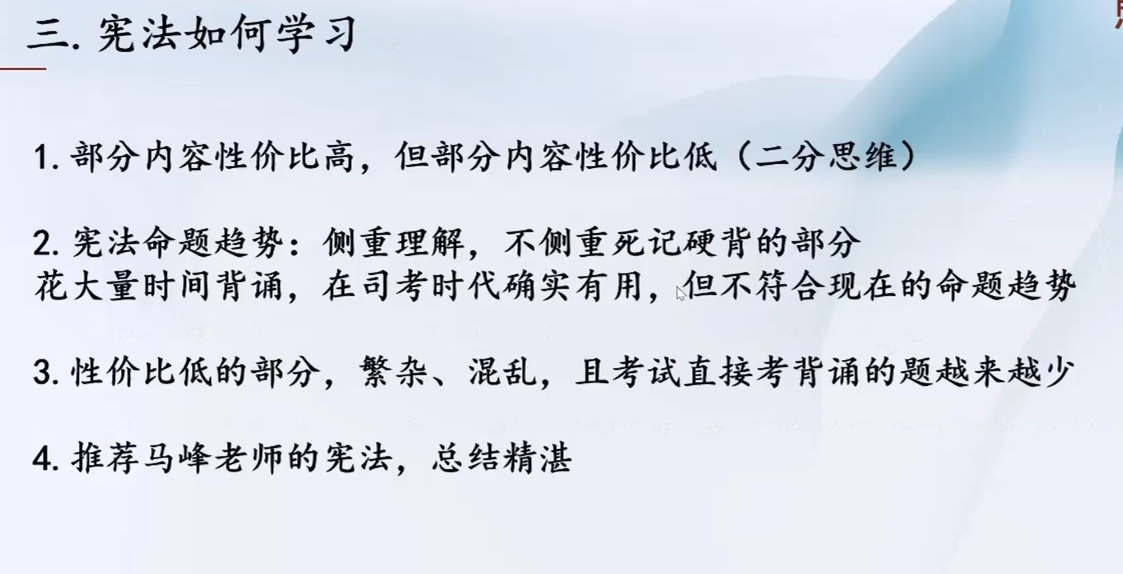 三. 宪法如何学习
1. 部分内容性价比高，但部分内容性价比低（二分思维）
2. 宪法命题趋势：侧重理解，不侧重死记硬背的部分
花大量时间背诵，在司考时代确实有用，但不符合现在的命题趋势
3. 性价比低的部分，繁杂、混乱，且考试直接考背诵的题越来越少
4. 推荐马峰老师的宪法，总结精湛